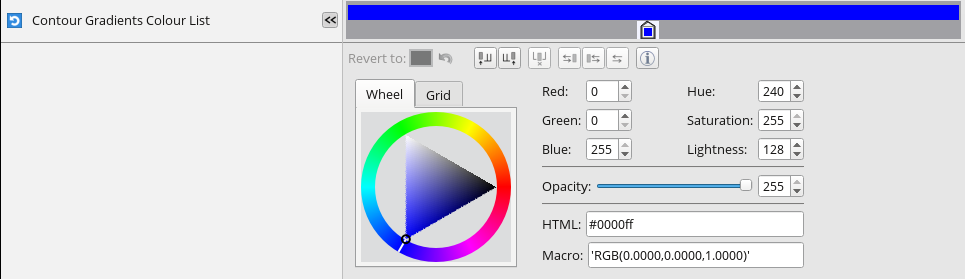 Contour Gradients Colour List <<
Revert to:
Wheel Grid
Red: 0 Hue: 240
Green: 0 Saturation: 255
Blue: 255 Lightness: 128
Opacity: 255
HTML: #0000ff
Macro: 'RGB(0.0000,0.0000,1.0000)'